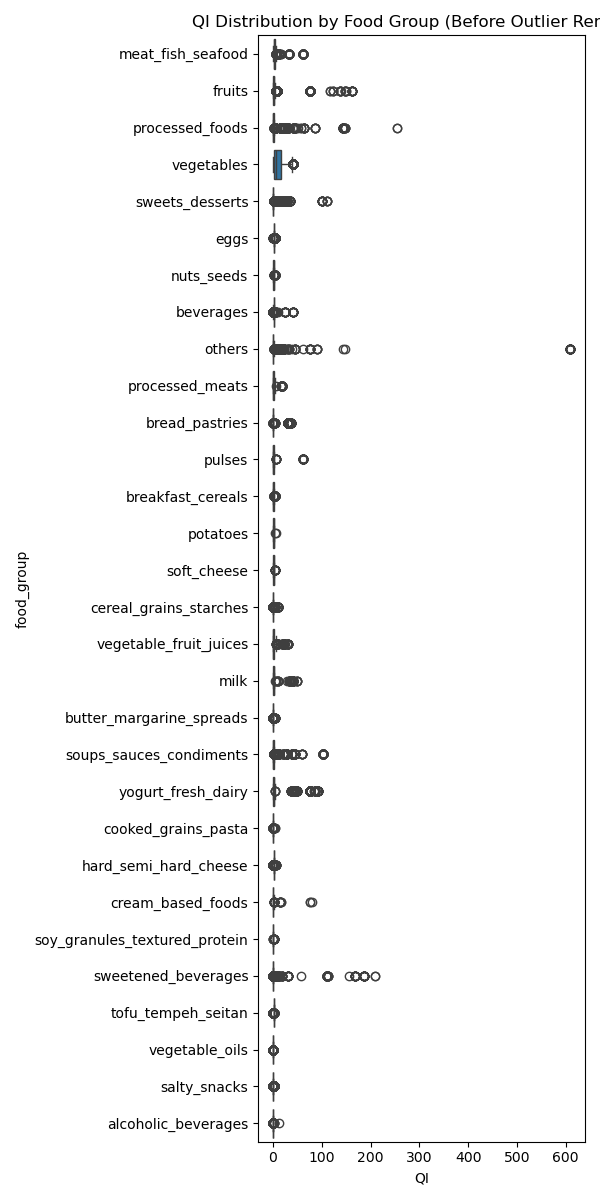 QI Distribution by Food Group (Before Outlier Rer
meat_fish_seafood
fruits
processed_foods
vegetables
sweets_desserts
eggs
nuts_seeds
beverages
others
processed_meats
bread_pastries
pulses
breakfast_cereals
potatoes
soft_cheese
cereal_grains_starches
vegetable_fruit_juices
milk
butter_margarine_spreads
soups_sauces_condiments
yogurt_fresh_dairy
cooked_grains_pasta
hard_semi_hard_cheese
cream_based_foods
soy_granules_textured_protein
sweetened_beverages
tofu_tempeh_seitan
vegetable_oils
salty_snacks
alcoholic_beverages
food_group
0 100 200 300 400 500 600
QI